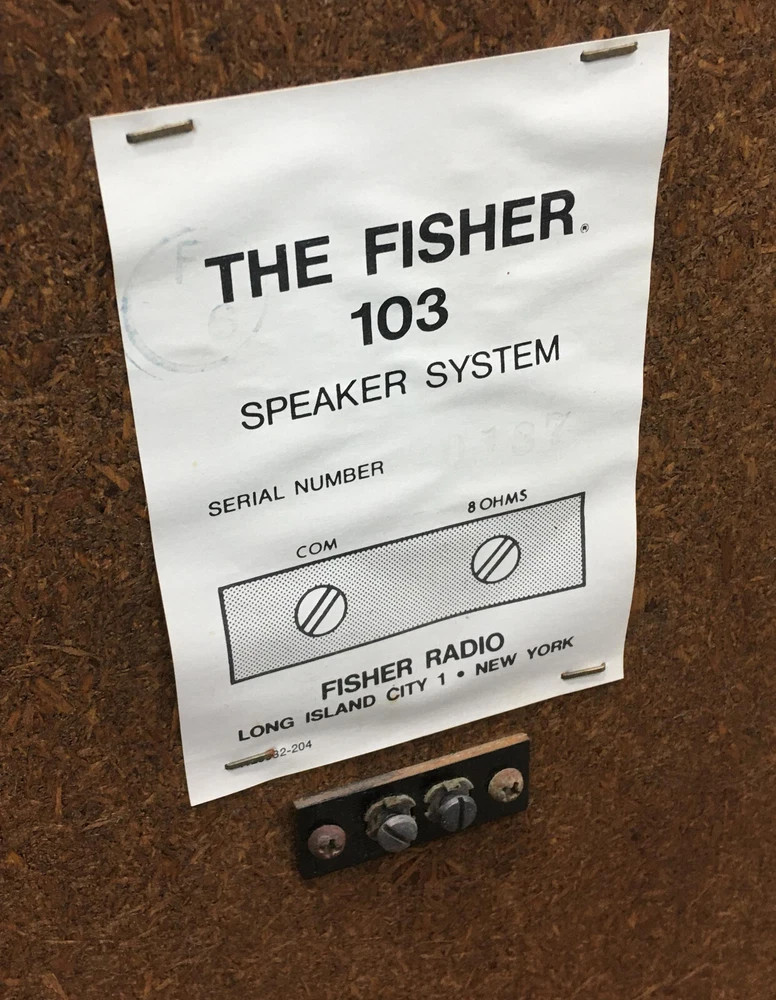 THE FISHER®
103
SPEAKER SYSTEM
SERIAL NUMBER
COM
8 OHMS
FISHER RADIO
LONG ISLAND CITY 1 • NEW YORK